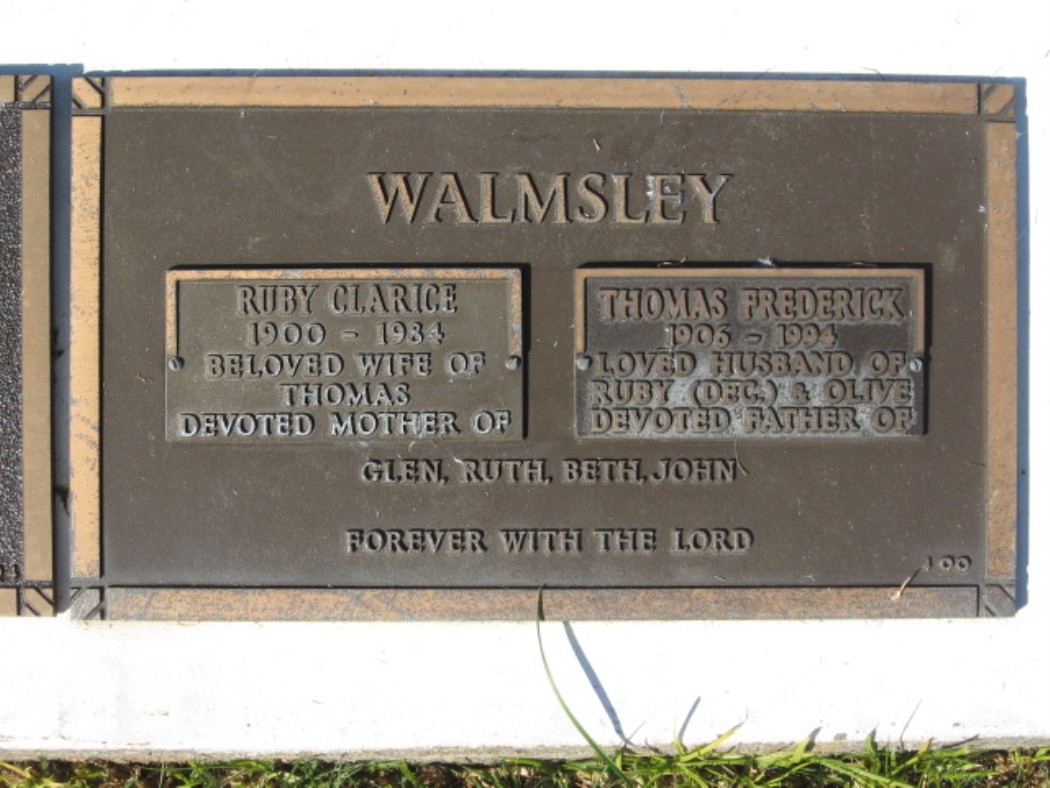 WALMSLEY
RUBY CLARICE
1900 - 1984
BELOVED WIFE OF
THOMAS
DEVOTED MOTHER OF
THOMAS FREDERICK
1906 - 1994
LOVED HUSBAND OF
RUBY (DEC.) & OLIVE
DEVOTED FATHER OF
GLEN, RUTH, BETH, JOHN
FOREVER WITH THE LORD